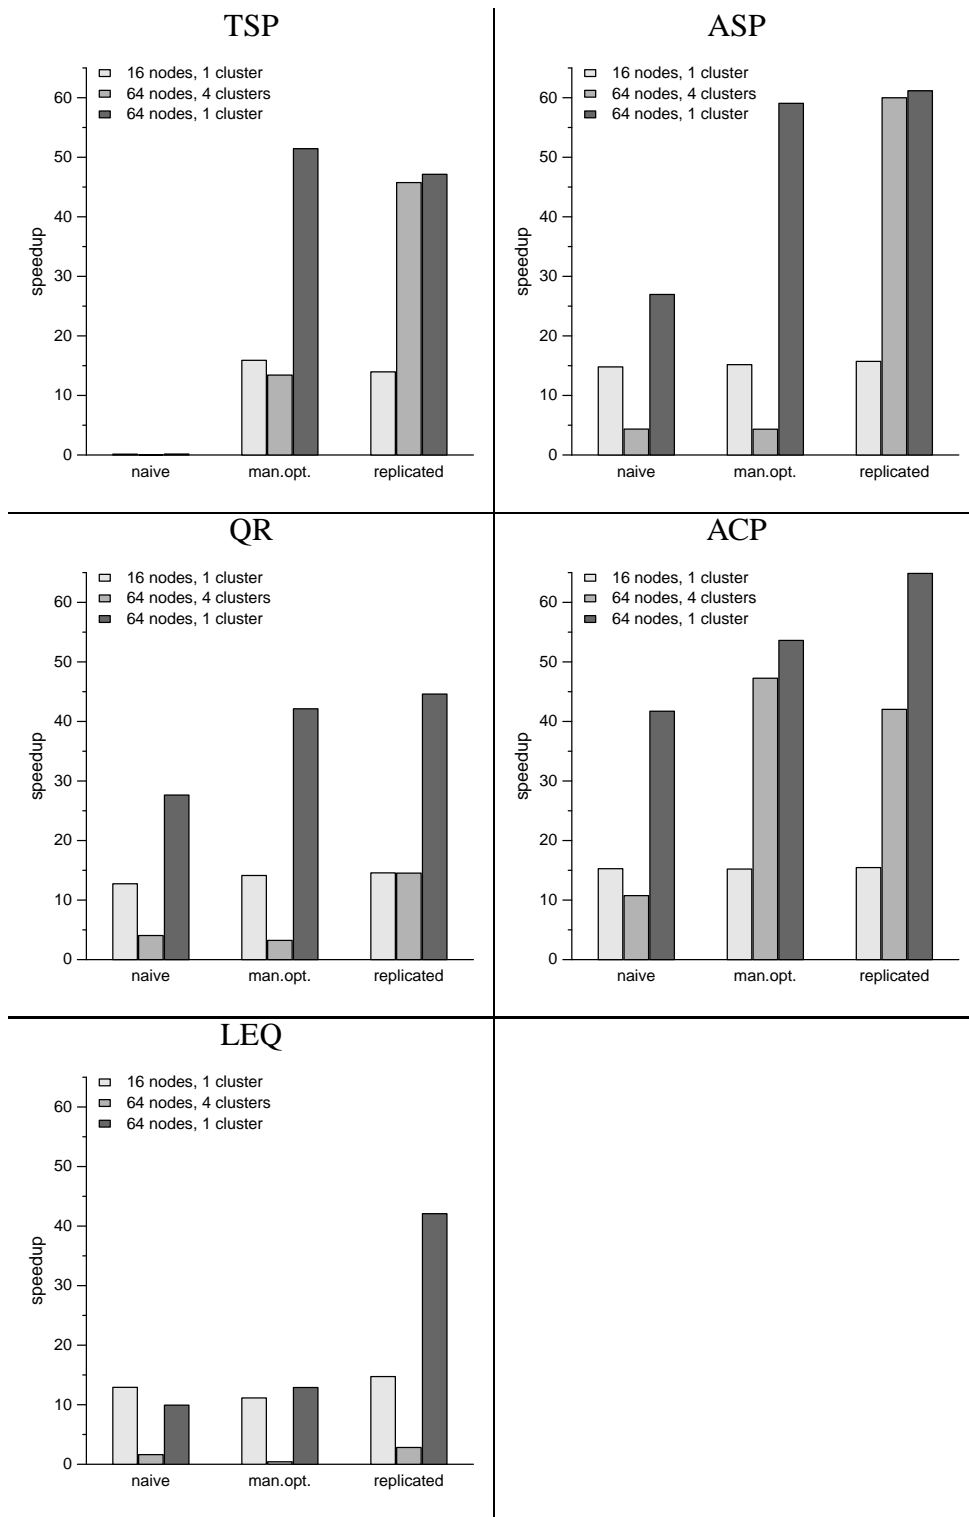 TSP
16 nodes, 1 cluster
64 nodes, 4 clusters
64 nodes, 1 cluster
60
50
40
30
20
10
0
speedup
naive man.opt. replicated
ASP
16 nodes, 1 cluster
64 nodes, 4 clusters
64 nodes, 1 cluster
60
50
40
30
20
10
0
speedup
naive man.opt. replicated
QR
16 nodes, 1 cluster
64 nodes, 4 clusters
64 nodes, 1 cluster
60
50
40
30
20
10
0
speedup
naive man.opt. replicated
ACP
16 nodes, 1 cluster
64 nodes, 4 clusters
64 nodes, 1 cluster
60
50
40
30
20
10
0
speedup
naive man.opt. replicated
LEQ
16 nodes, 1 cluster
64 nodes, 4 clusters
64 nodes, 1 cluster
60
50
40
30
20
10
0
speedup
naive man.opt. replicated